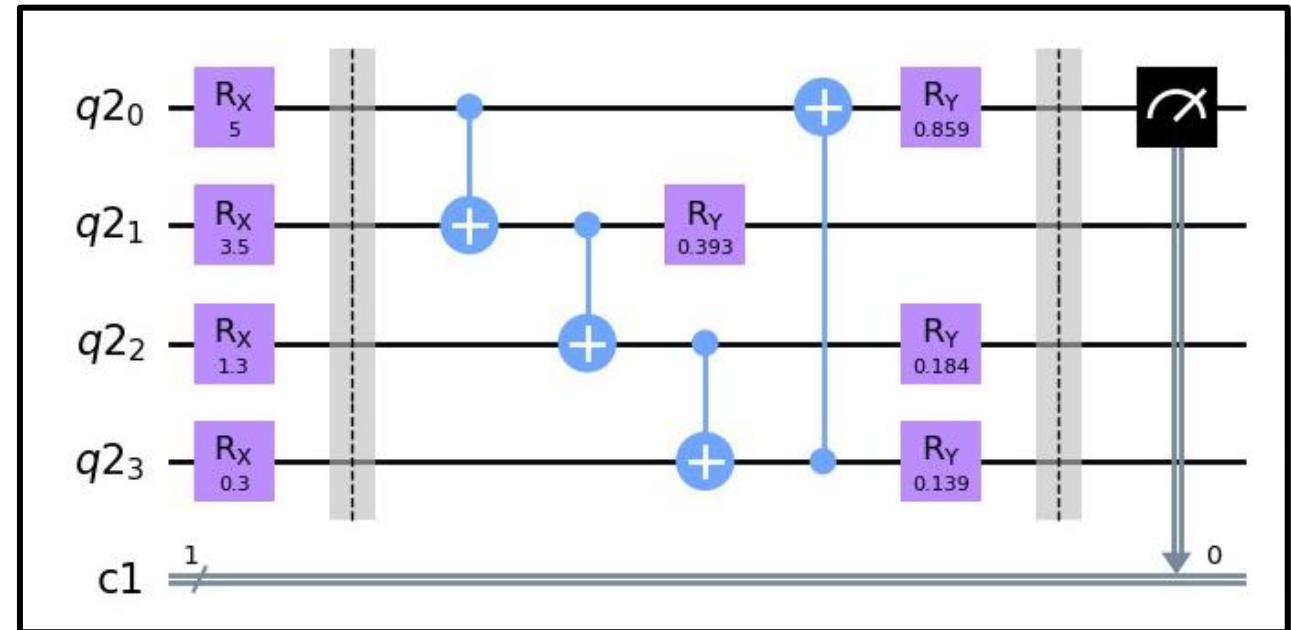 q2₀ R_X 5 R_Y 0.859
q2₁ R_X 3.5 R_Y 0.393
q2₂ R_X 1.3 R_Y 0.184
q2₃ R_X 0.3 R_Y 0.139
c1 1 0